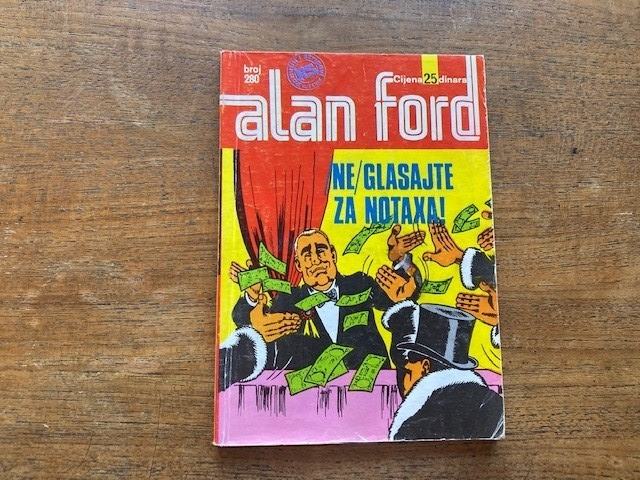 broj
280
Cijena 25 dinara
alan ford
NE/GLASAJTE
ZA NOTAXA!